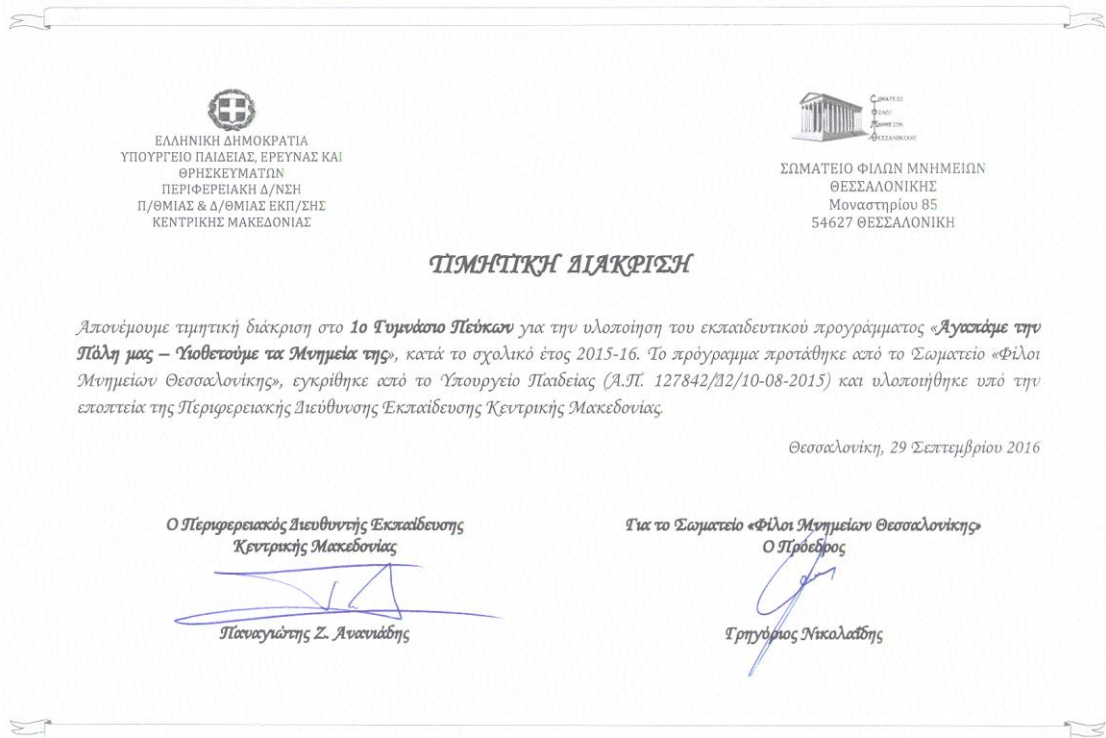 ΕΛΛΗΝΙΚΗ ΔΗΜΟΚΡΑΤΙΑ
ΥΠΟΥΡΓΕΙΟ ΠΑΙΔΕΙΑΣ, ΕΡΕΥΝΑΣ ΚΑΙ
ΘΡΗΣΚΕΥΜΑΤΩΝ
ΠΕΡΙΦΕΡΕΙΑΚΗ Δ/ΝΣΗ
Π/ΘΜΙΑΣ & Δ/ΘΜΙΑΣ ΕΚΠ/ΣΗΣ
ΚΕΝΤΡΙΚΗΣ ΜΑΚΕΔΟΝΙΑΣ
ΣΩΜΑΤΕΙΟ
ΦΙΛΟΙ
ΜΝΗΜΕΙΩΝ
ΘΕΣΣΑΛΟΝΙΚΗΣ
ΣΩΜΑΤΕΙΟ ΦΙΛΩΝ ΜΝΗΜΕΙΩΝ
ΘΕΣΣΑΛΟΝΙΚΗΣ
Μοναστηρίου 85
54627 ΘΕΣΣΑΛΟΝΙΚΗ
ΤΙΜΗΤΙΚΗ ΔΙΑΚΡΙΣΗ
Απονέμουμε τιμητική διάκριση στο 1ο Γυμνάσιο Πεύκων για την υλοποίηση του εκπαιδευτικού προγράμματος «Αγαπάμε την
Πόλη μας – Υιοθετούμε τα Μνημεία της», κατά το σχολικό έτος 2015-16. Το πρόγραμμα προτάθηκε από το Σωματείο «Φίλοι
Μνημείων Θεσσαλονίκης», εγκρίθηκε από το Υπουργείο Παιδείας (Α.Π. 127842/Δ2/10-08-2015) και υλοποιήθηκε υπό την
εποπτεία της Περιφερειακής Διεύθυνσης Εκπαίδευσης Κεντρικής Μακεδονίας.
Θεσσαλονίκη, 29 Σεπτεμβρίου 2016
Ο Περιφερειακός Διευθυντής Εκπαίδευσης
Κεντρικής Μακεδονίας
Παναγιώτης Ζ. Ανανιάδης
Για το Σωματείο «Φίλοι Μνημείων Θεσσαλονίκης»
Ο Πρόεδρος
Γρηγόριος Νικολαΐδης